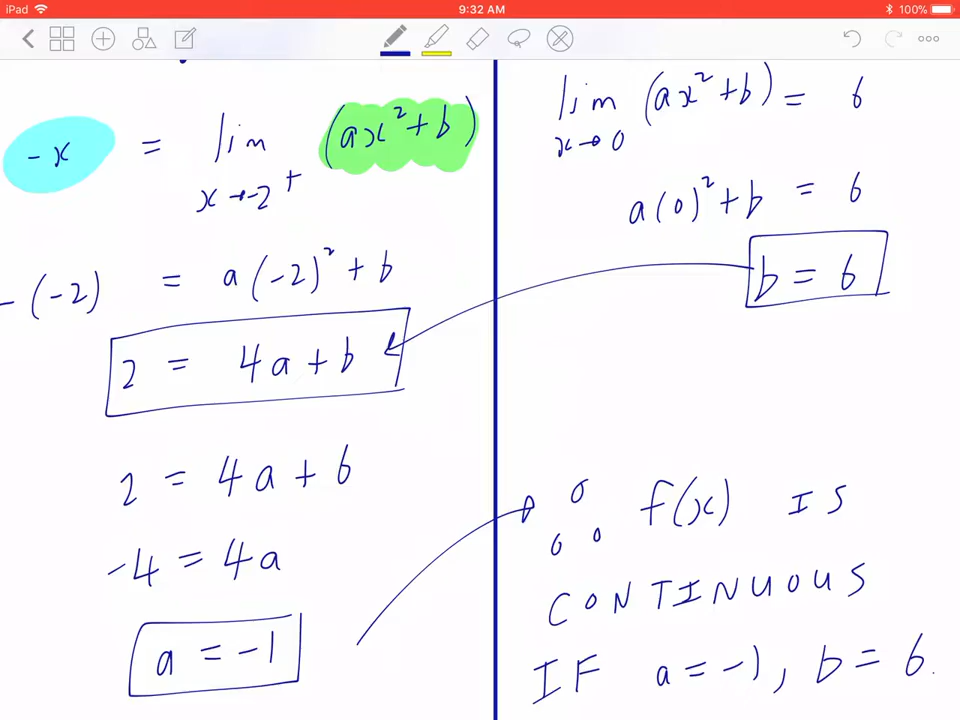 iPad 9:32 AM 100%
-x = lim (ax² + b)
x → -2⁺
-(-2) = a(-2)² + b
2 = 4a + b
2 = 4a + 6
-4 = 4a
a = -1
lim (ax² + b) = 6
x → 0
a(0)² + b = 6
b = 6
∴ f(x) IS
CONTINUOUS
IF a = -1, b = 6.